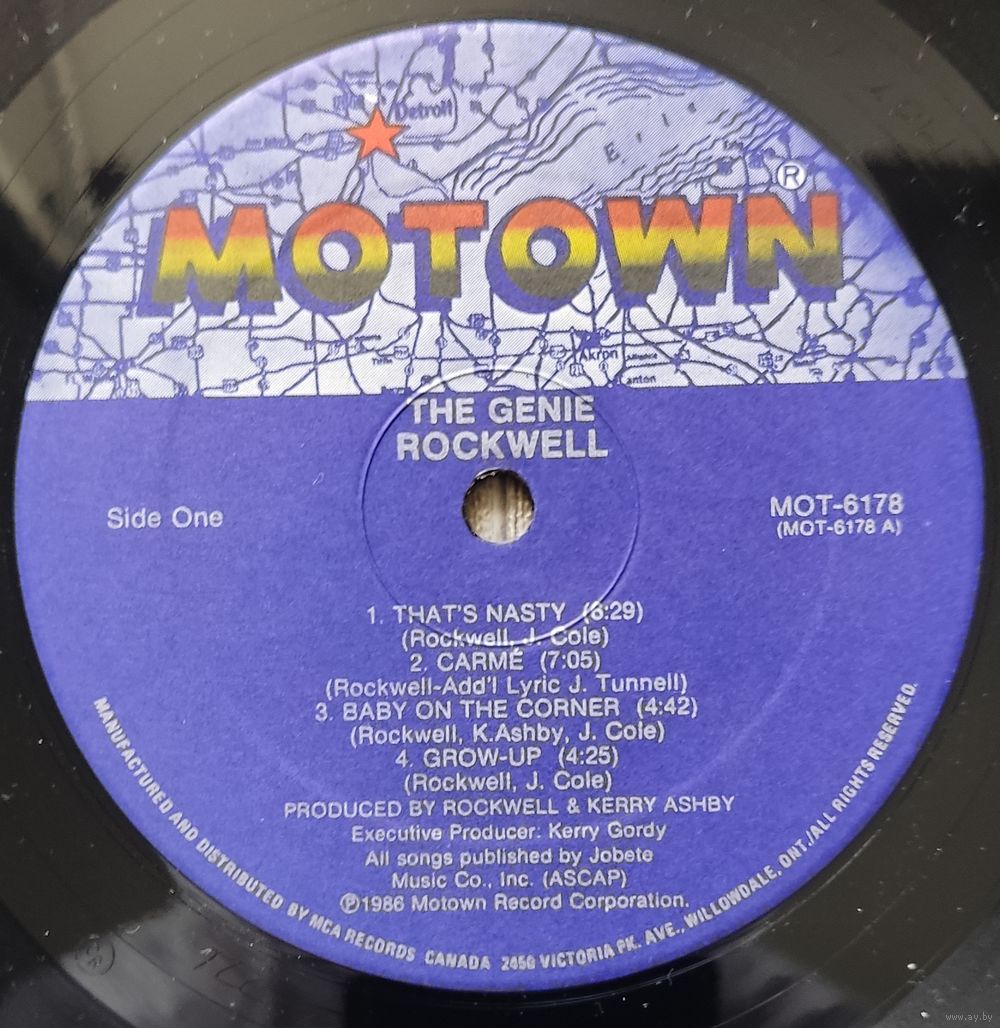 Detroit
E r i e
MOTOWN®
Akron
Canton
THE GENIE
ROCKWELL
Side One
MOT-6178
(MOT-6178 A)
1. THAT'S NASTY (6:29)
(Rockwell, J. Cole)
2. CARMÉ (7:05)
(Rockwell-Add'l Lyric J. Tunnell)
3. BABY ON THE CORNER (4:42)
(Rockwell, K.Ashby, J. Cole)
4. GROW-UP (4:25)
(Rockwell, J. Cole)
PRODUCED BY ROCKWELL & KERRY ASHBY
Executive Producer: Kerry Gordy
All songs published by Jobete
Music Co., Inc. (ASCAP)
℗1986 Motown Record Corporation.
MANUFACTURED AND DISTRIBUTED BY MCA RECORDS CANADA 2450 VICTORIA PK. AVE., WILLOWDALE, ONT./ALL RIGHTS RESERVED.
www.ay.by